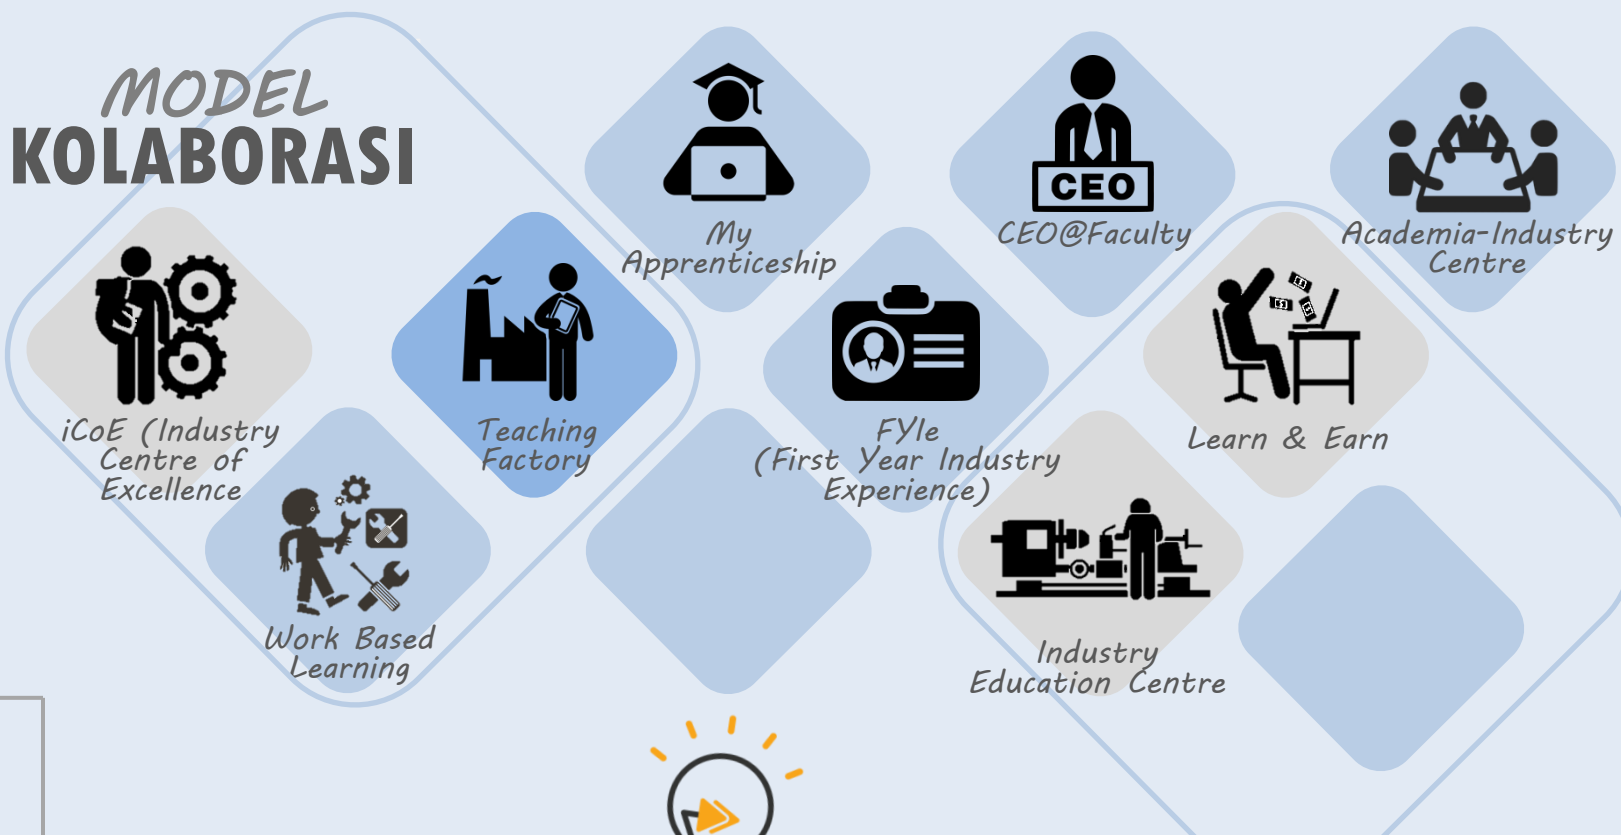 MODEL
KOLABORASI
My
Apprenticeship
CEO
CEO@Faculty
Academia-Industry
Centre
iCoE (Industry
Centre of
Excellence
Teaching
Factory
FYIe
(First Year Industry
Experience)
Learn & Earn
Work Based
Learning
Industry
Education Centre